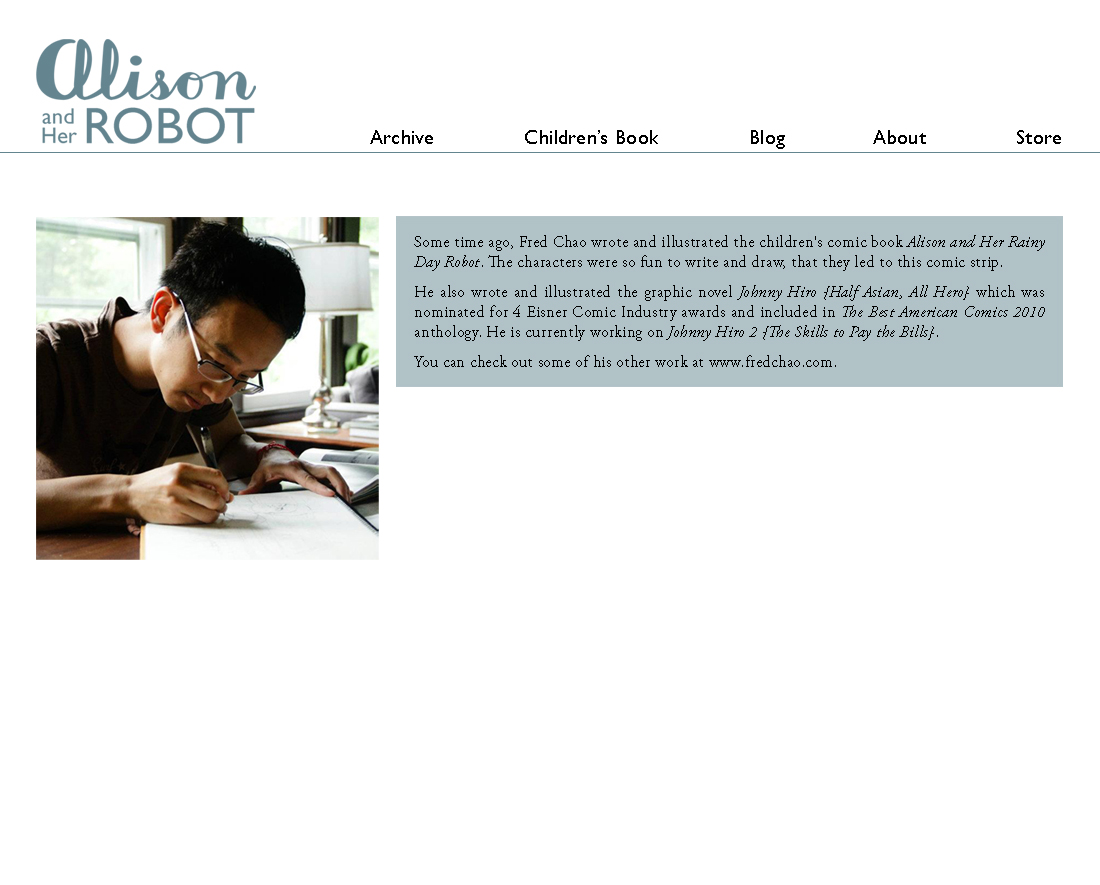 Alison
and Her ROBOT
Archive Children's Book Blog About Store
Some time ago, Fred Chao wrote and illustrated the children's comic book Alison and Her Rainy
Day Robot. The characters were so fun to write and draw, that they led to this comic strip.
He also wrote and illustrated the graphic novel Johnny Hiro {Half Asian, All Hero} which was
nominated for 4 Eisner Comic Industry awards and included in The Best American Comics 2010
anthology. He is currently working on Johnny Hiro 2 {The Skills to Pay the Bills}.
You can check out some of his other work at www.fredchao.com.